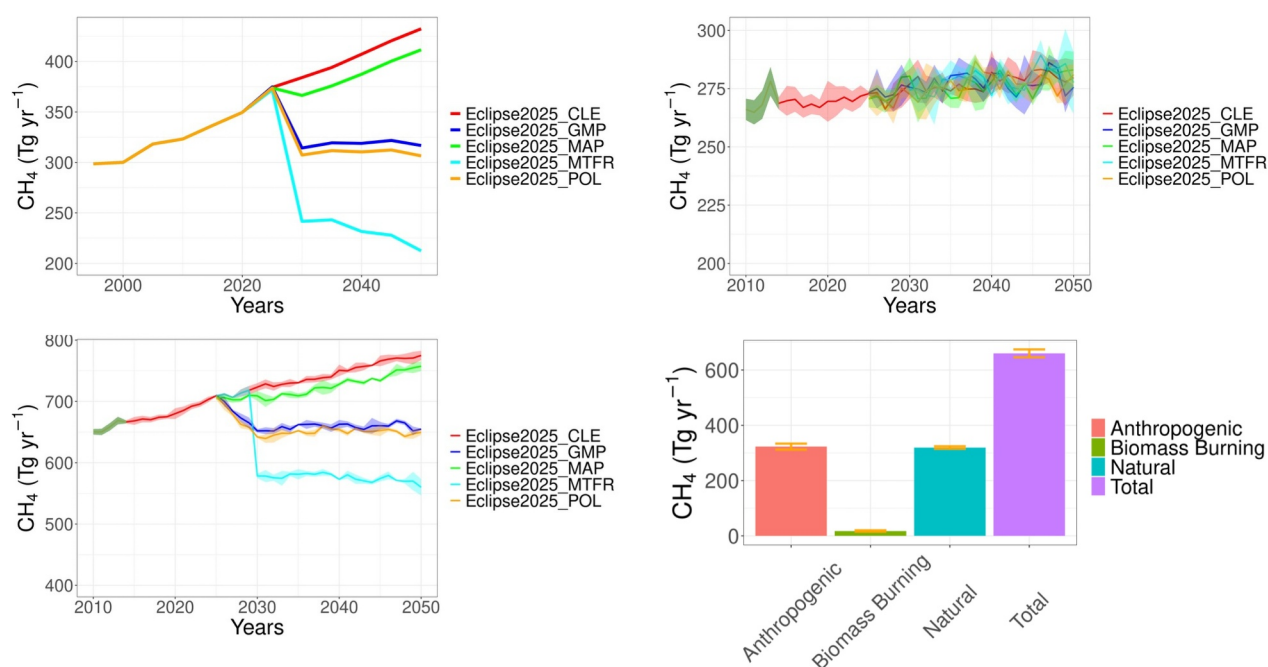 CH4 (Tg yr−1)
400
350
300
250
200
2000
2020
2040
Years
Eclipse2025_CLE
Eclipse2025_GMP
Eclipse2025_MAP
Eclipse2025_MTFR
Eclipse2025_POL
CH4 (Tg yr−1)
300
275
250
225
200
2010
2020
2030
2040
2050
Years
Eclipse2025_CLE
Eclipse2025_GMP
Eclipse2025_MAP
Eclipse2025_MTFR
Eclipse2025_POL
CH4 (Tg yr−1)
800
700
600
500
400
2010
2020
2030
2040
2050
Years
Eclipse2025_CLE
Eclipse2025_GMP
Eclipse2025_MAP
Eclipse2025_MTFR
Eclipse2025_POL
CH4 (Tg yr−1)
600
400
200
0
Anthropogenic
Biomass Burning
Natural
Total
Anthropogenic
Biomass Burning
Natural
Total